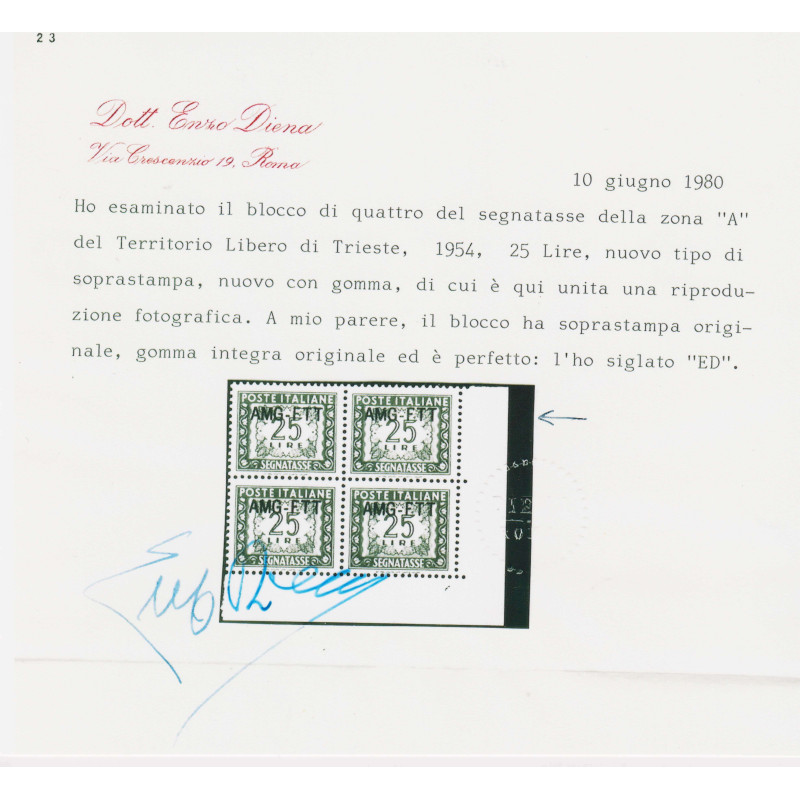 23
Dott. Enzo Diena
Via Crescenzio 19, Roma
10 giugno 1980
Ho esaminato il blocco di quattro del segnatasse della zona "A"
del Territorio Libero di Trieste, 1954, 25 Lire, nuovo tipo di
soprastampa, nuovo con gomma, di cui è qui unita una riprodu-
zione fotografica. A mio parere, il blocco ha soprastampa origi-
nale, gomma integra originale ed è perfetto: l'ho siglato "ED".
POSTE ITALIANE POSTE ITALIANE
AMG-FTT AMG-FTT
25 25
LIRE LIRE
SEGNATASSE SEGNATASSE
POSTE ITALIANE POSTE ITALIANE
AMG-FTT AMG-FTT
25 25
LIRE LIRE
SEGNATASSE SEGNATASSE